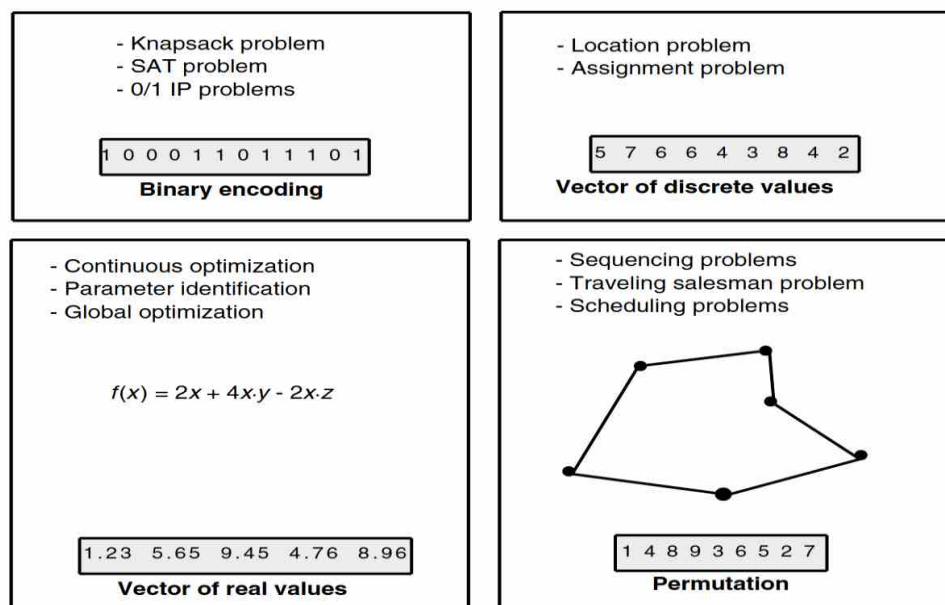 - Knapsack problem
- SAT problem
- 0/1 IP problems
1 0 0 0 1 1 0 1 1 1 0 1
Binary encoding
- Location problem
- Assignment problem
5 7 6 6 4 3 8 4 2
Vector of discrete values
- Continuous optimization
- Parameter identification
- Global optimization
f(x) = 2x + 4x·y - 2x·z
1.23 5.65 9.45 4.76 8.96
Vector of real values
- Sequencing problems
- Traveling salesman problem
- Scheduling problems
1 4 8 9 3 6 5 2 7
Permutation